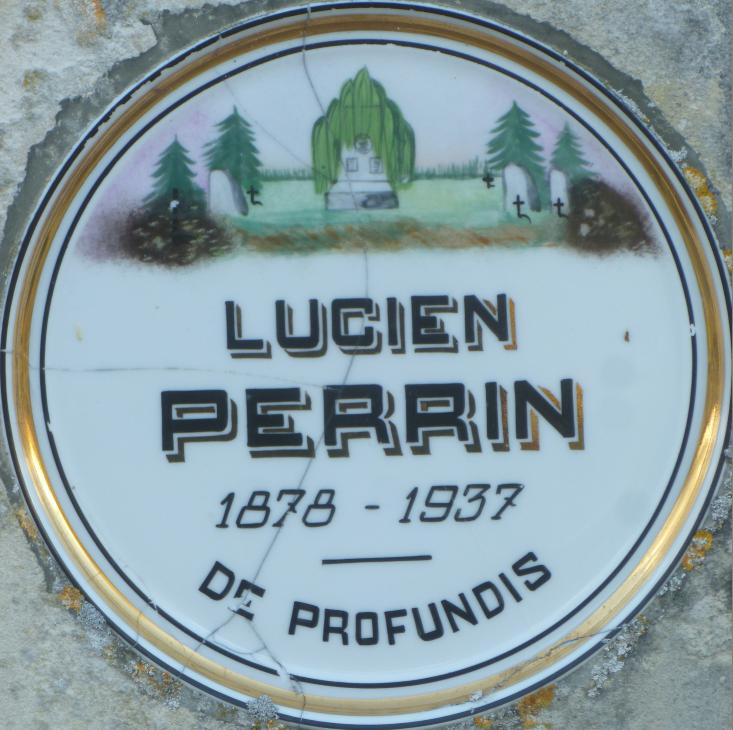 LUCIEN
PERRIN
1878 - 1937
DE PROFUNDIS